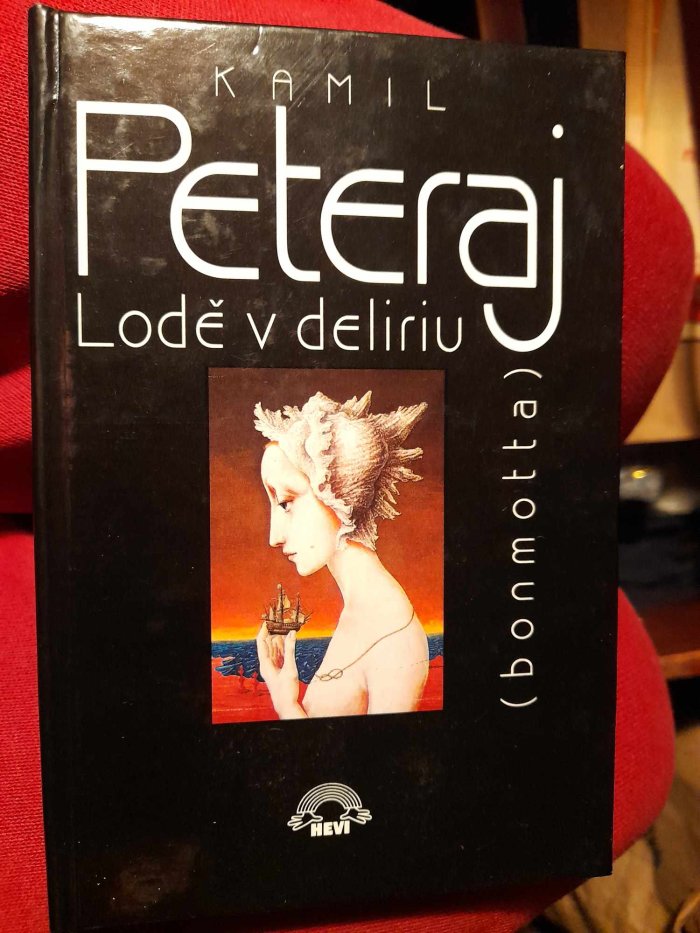 KAMIL
Peteraj
Lodě v deliriu
(bonmotta)
HEVI